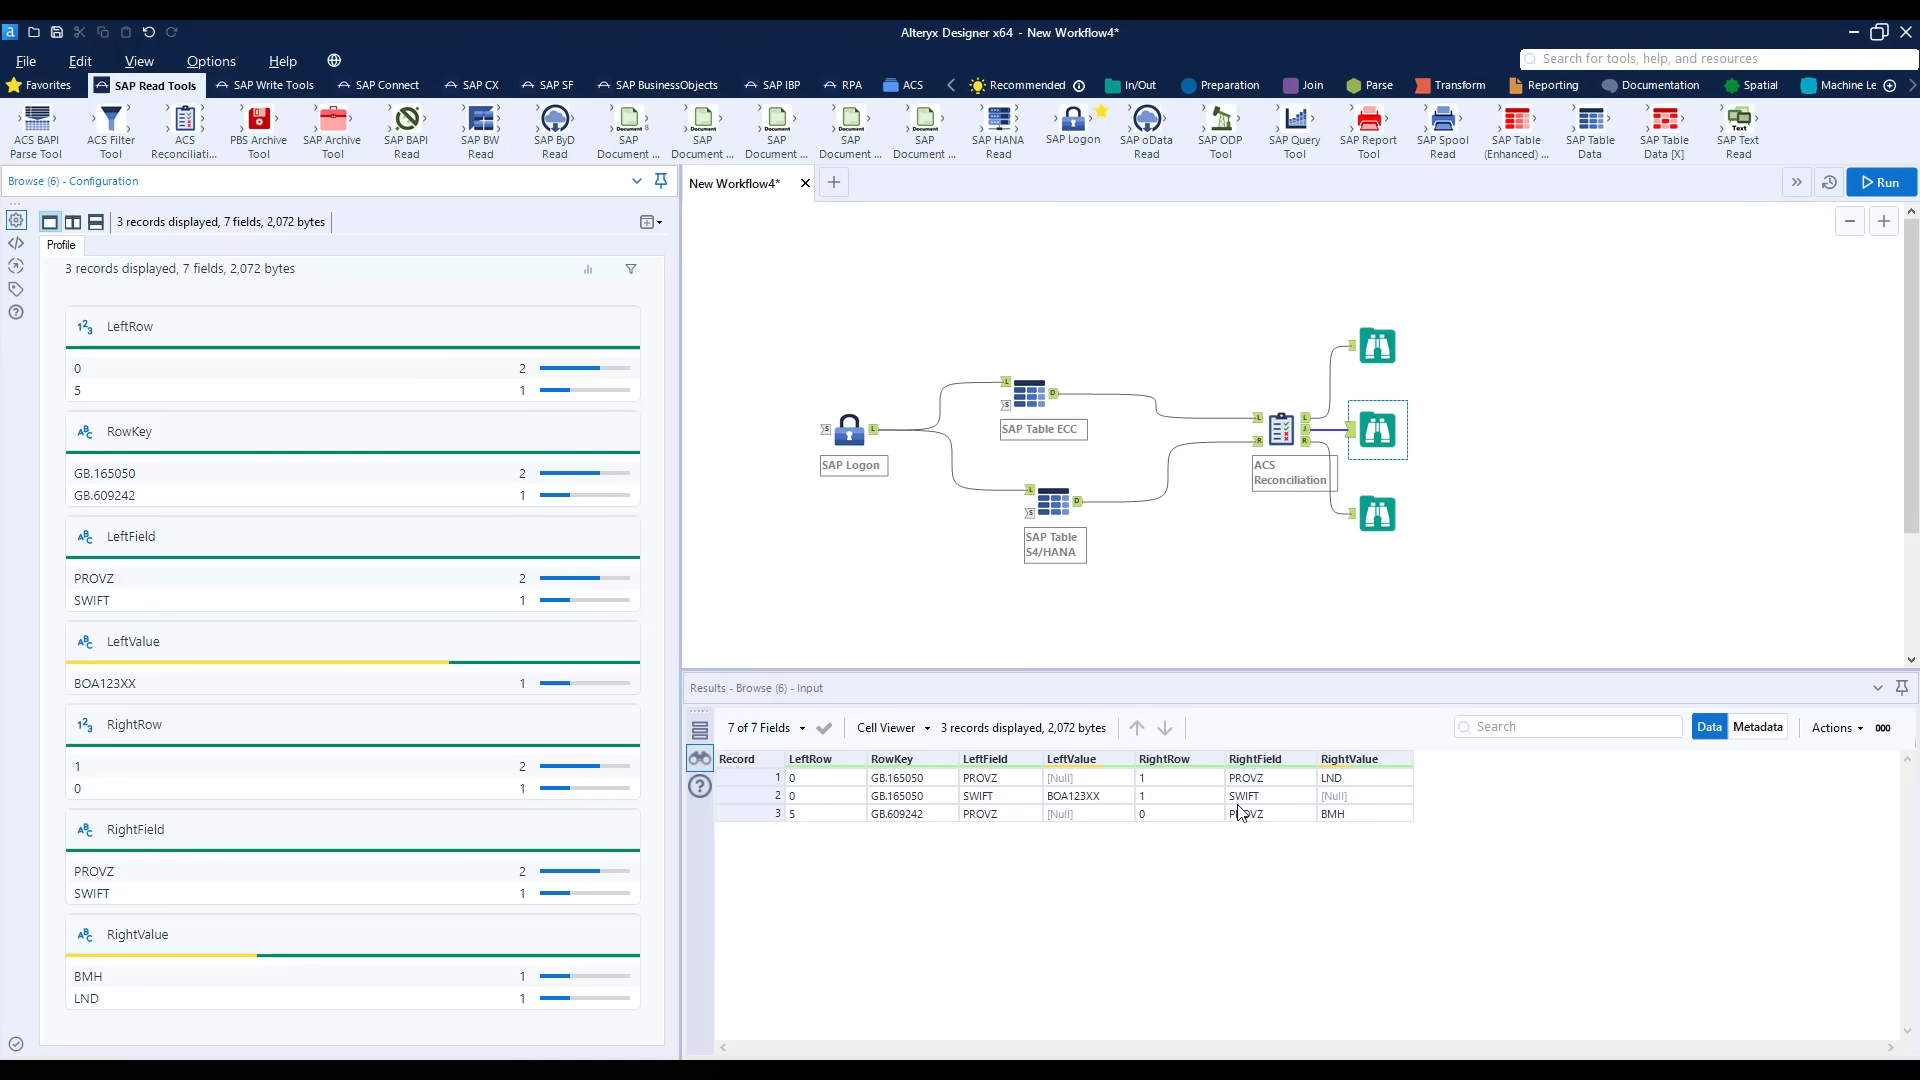 Alteryx Designer x64 - New Workflow4*
File Edit View Options Help
Search for tools, help, and resources
Favorites SAP Read Tools SAP Write Tools SAP Connect SAP CX SAP SF SAP BusinessObjects SAP IBP RPA ACS Recommended In/Out Preparation Join Parse Transform Reporting Documentation Spatial Machine Le
ACS BAPI Parse Tool
ACS Filter Tool
ACS Reconciliati...
PBS Archive Tool
SAP Archive Tool
SAP BAPI Read
SAP BW Read
SAP ByD Read
SAP Document ...
SAP Document ...
SAP Document ...
SAP Document ...
SAP Document ...
SAP HANA Read
SAP Logon
SAP oData Read
SAP ODP Tool
SAP Query Tool
SAP Report Tool
SAP Spool Read
SAP Table (Enhanced) ...
SAP Table Data
SAP Table Data [X]
SAP Text Read
Browse (6) - Configuration
3 records displayed, 7 fields, 2,072 bytes
Profile
3 records displayed, 7 fields, 2,072 bytes
LeftRow
0 2
5 1
RowKey
GB.165050 2
GB.609242 1
LeftField
PROVZ 2
SWIFT 1
LeftValue
BOA123XX 1
RightRow
1 2
0 1
RightField
PROVZ 2
SWIFT 1
RightValue
BMH 1
LND 1
New Workflow4*
Run
SAP Logon
SAP Table ECC
SAP Table
S4/HANA
ACS
Reconciliation
Results - Browse (6) - Input
7 of 7 Fields Cell Viewer 3 records displayed, 2,072 bytes Search Data Metadata Actions 000
Record LeftRow RowKey LeftField LeftValue RightRow RightField RightValue
1 0 GB.165050 PROVZ [Null] 1 PROVZ LND
2 0 GB.165050 SWIFT BOA123XX 1 SWIFT [Null]
3 5 GB.609242 PROVZ [Null] 0 PROVZ BMH